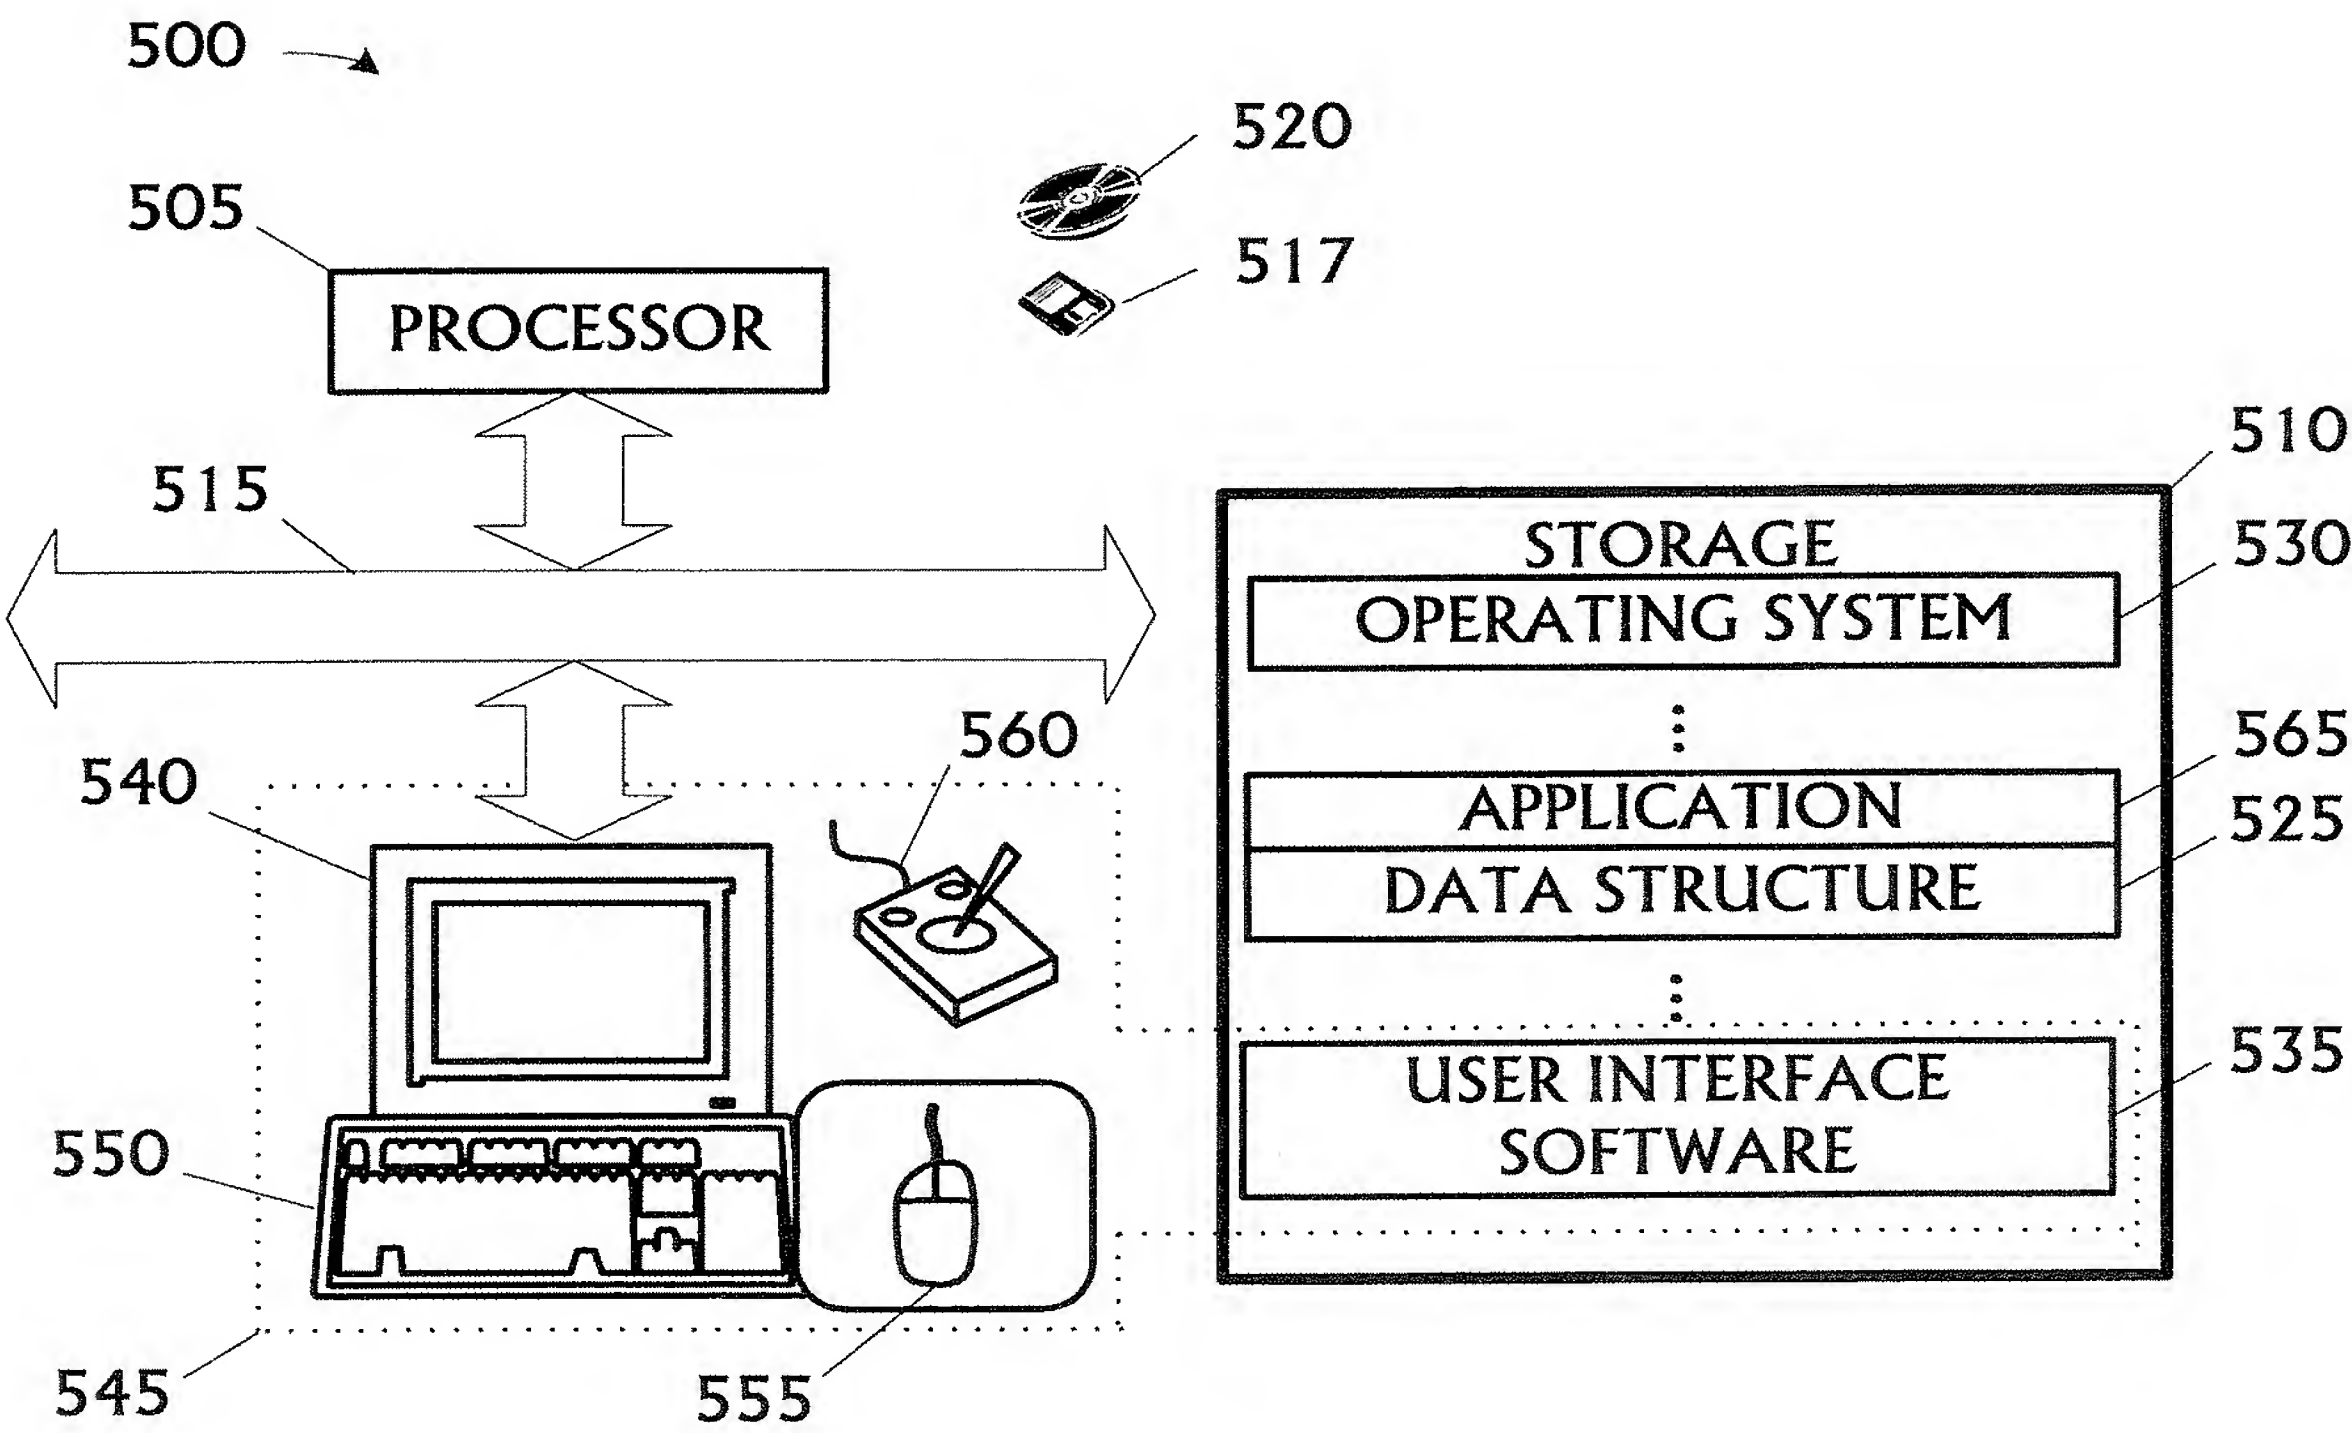 500
520
505
517
PROCESSOR
510
515
STORAGE
530
OPERATING SYSTEM
560
565
540
APPLICATION
525
DATA STRUCTURE
535
USER INTERFACE
SOFTWARE
550
545
555